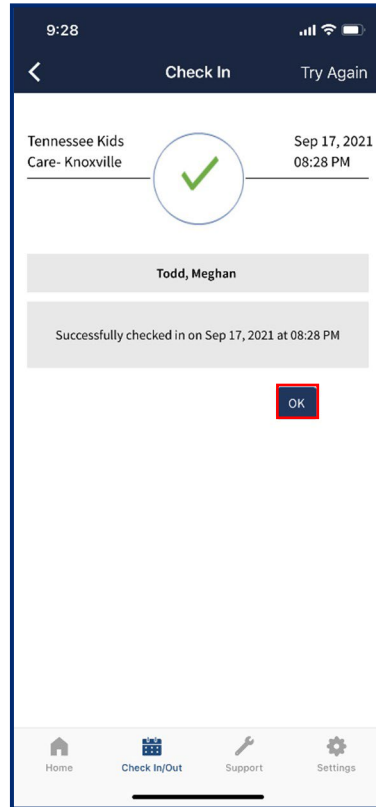 9:28
Check In
Try Again
Tennessee Kids
Care- Knoxville
Sep 17, 2021
08:28 PM
Todd, Meghan
Successfully checked in on Sep 17, 2021 at 08:28 PM
OK
Home
Check In/Out
Support
Settings